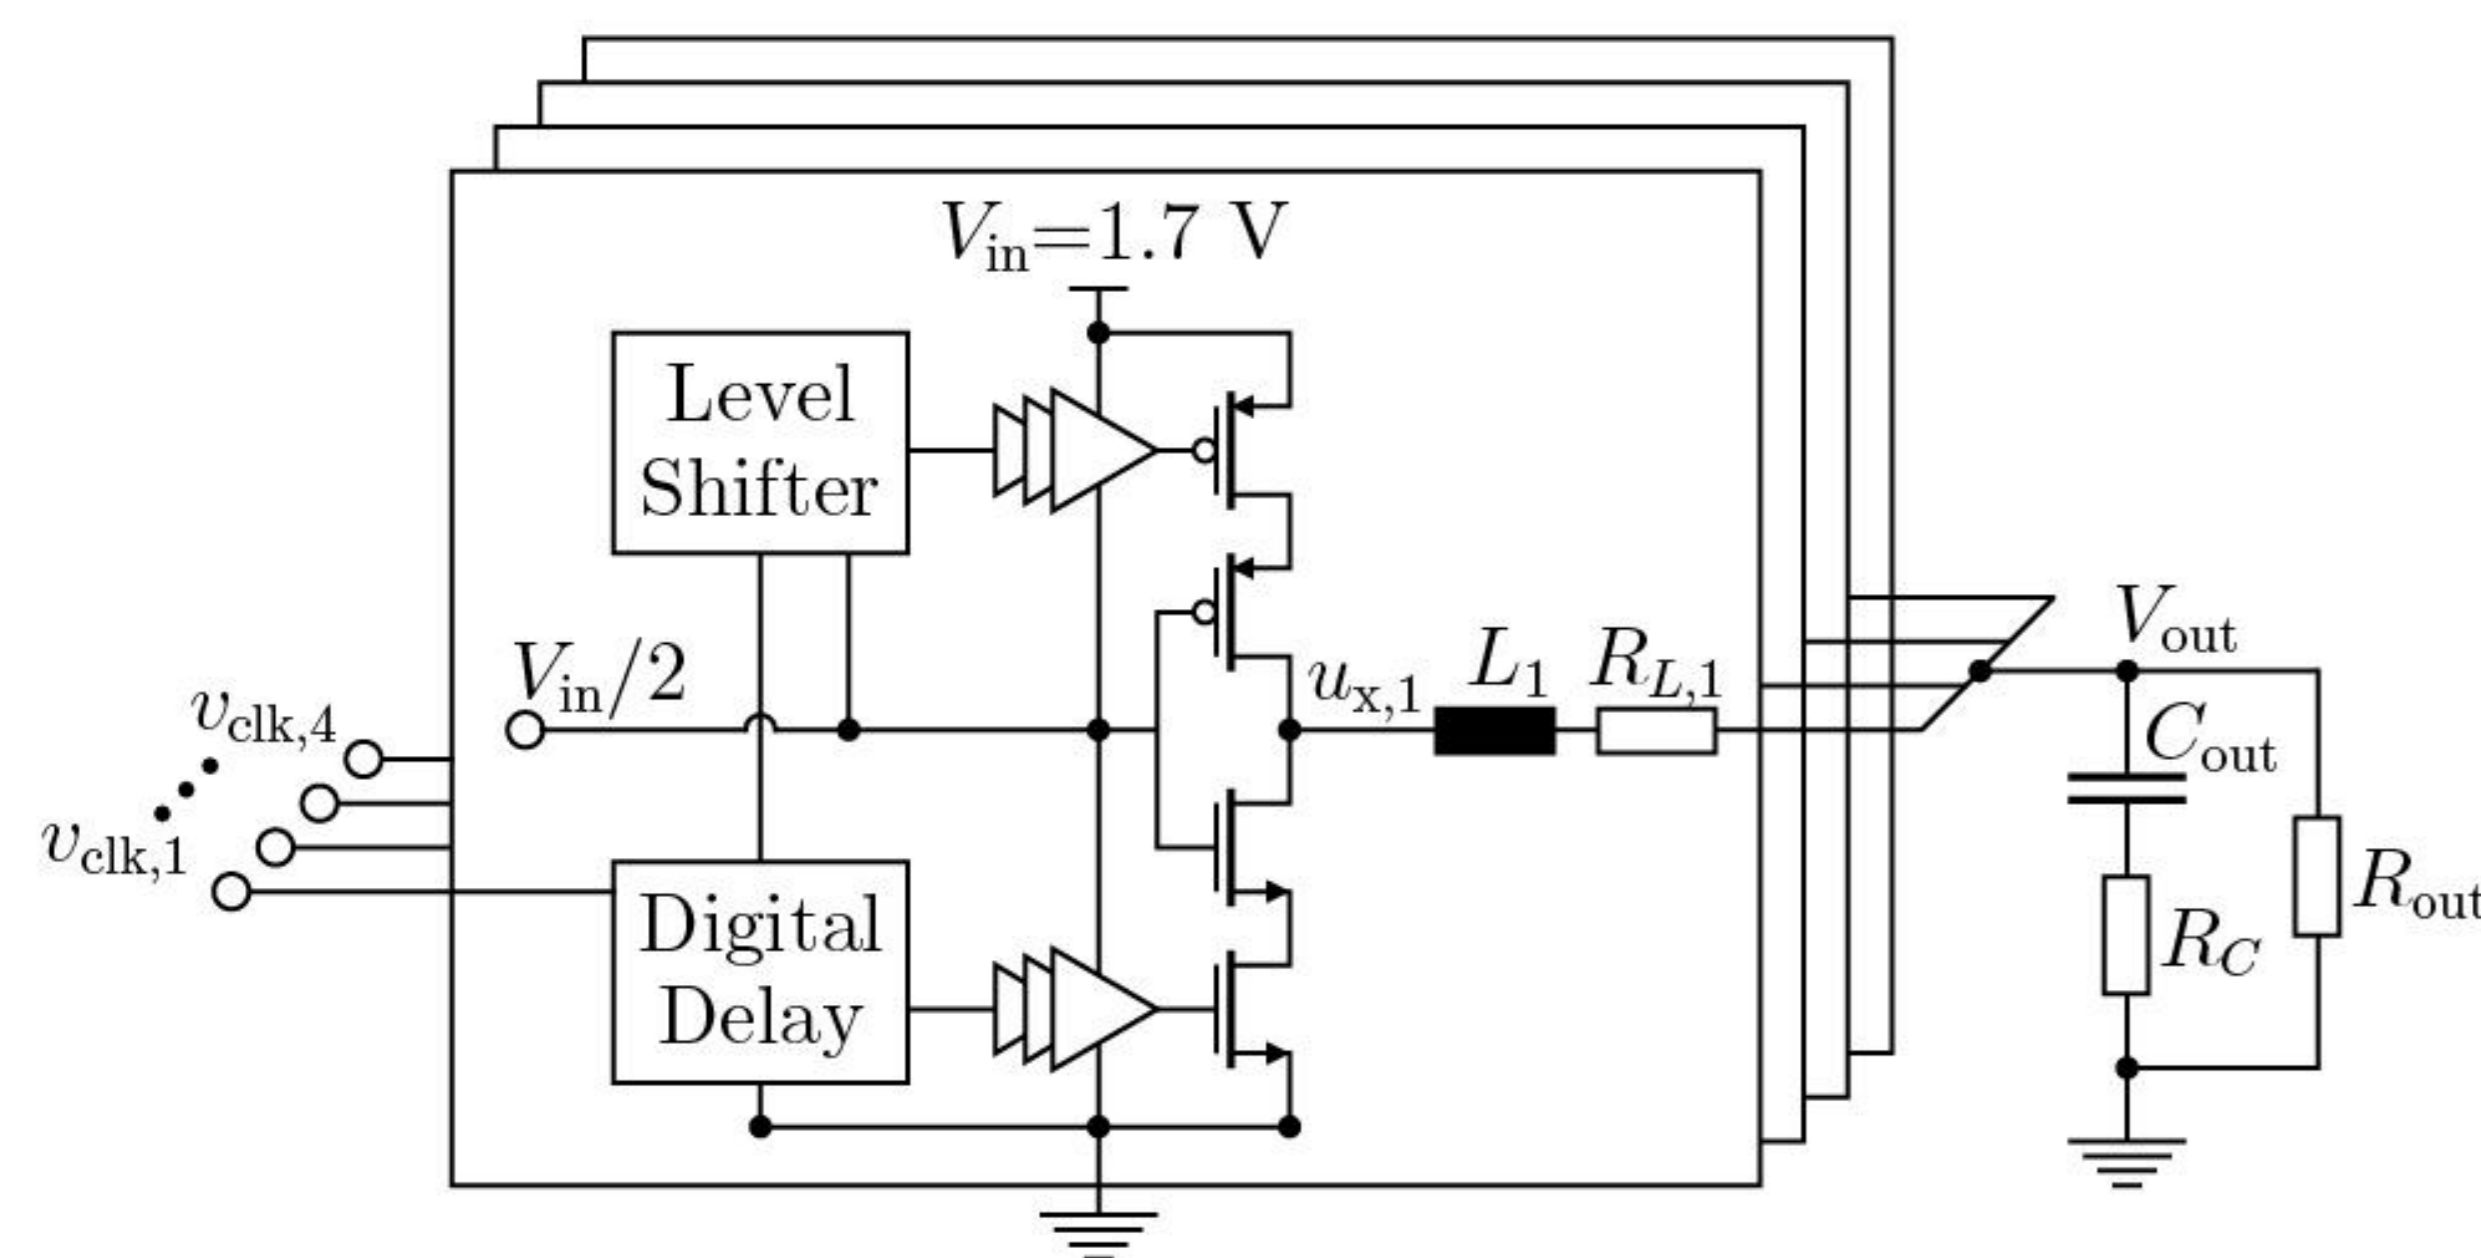 V_in=1.7 V
Level
Shifter
V_in/2
u_x,1
L_1
R_L,1
V_out
v_clk,4
C_out
v_clk,1
Digital
Delay
R_C
R_out